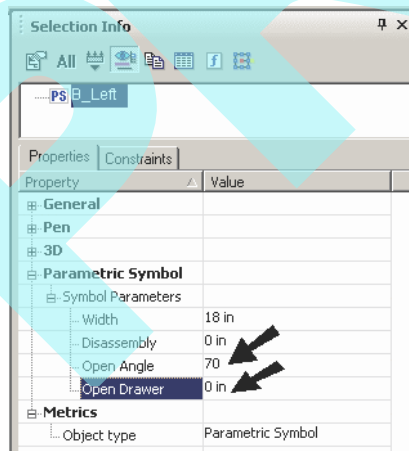 Selection Info
All
PS B_Left
Properties Constraints
Property Value
General
Pen
3D
Parametric Symbol
Symbol Parameters
Width 18 in
Disassembly 0 in
Open Angle 70
Open Drawer 0 in
Metrics
Object type Parametric Symbol